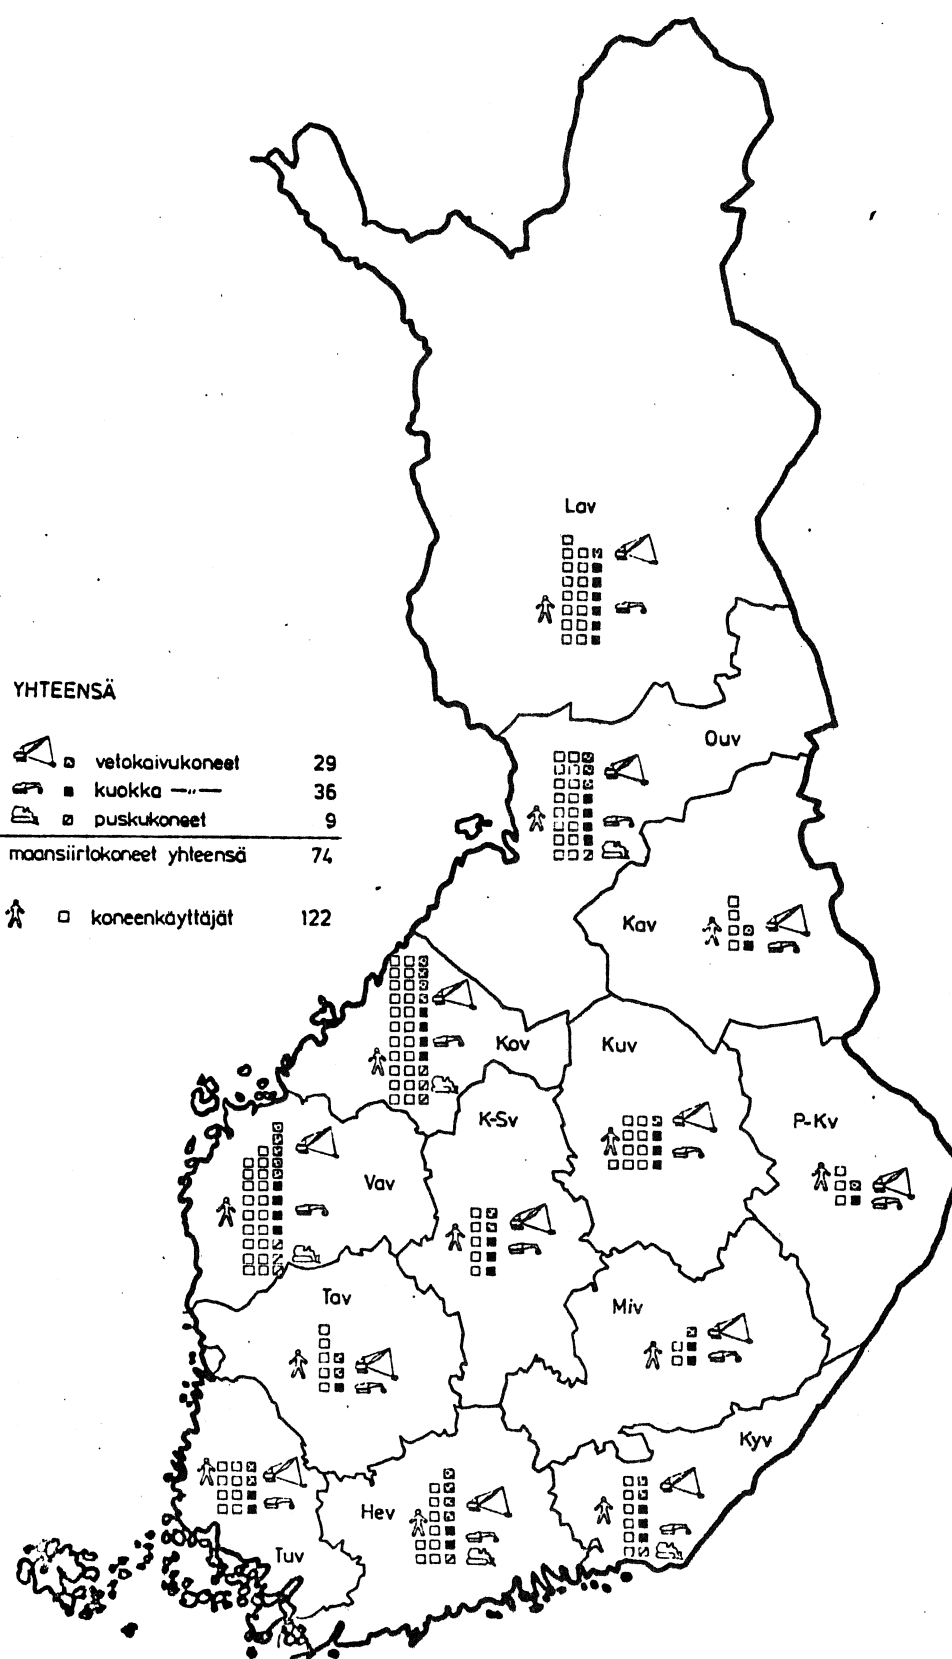 Lav
YHTEENSÄ
Ouv
vetokaivukoneet 29
kuokka —"— 36
puskukoneet 9
maansiirtokoneet yhteensä 74
koneenkäyttäjät 122
Kav
Kov
Kuv
K-Sv
P-Kv
Vav
Tav
Miv
Kyv
Hev
Tuv